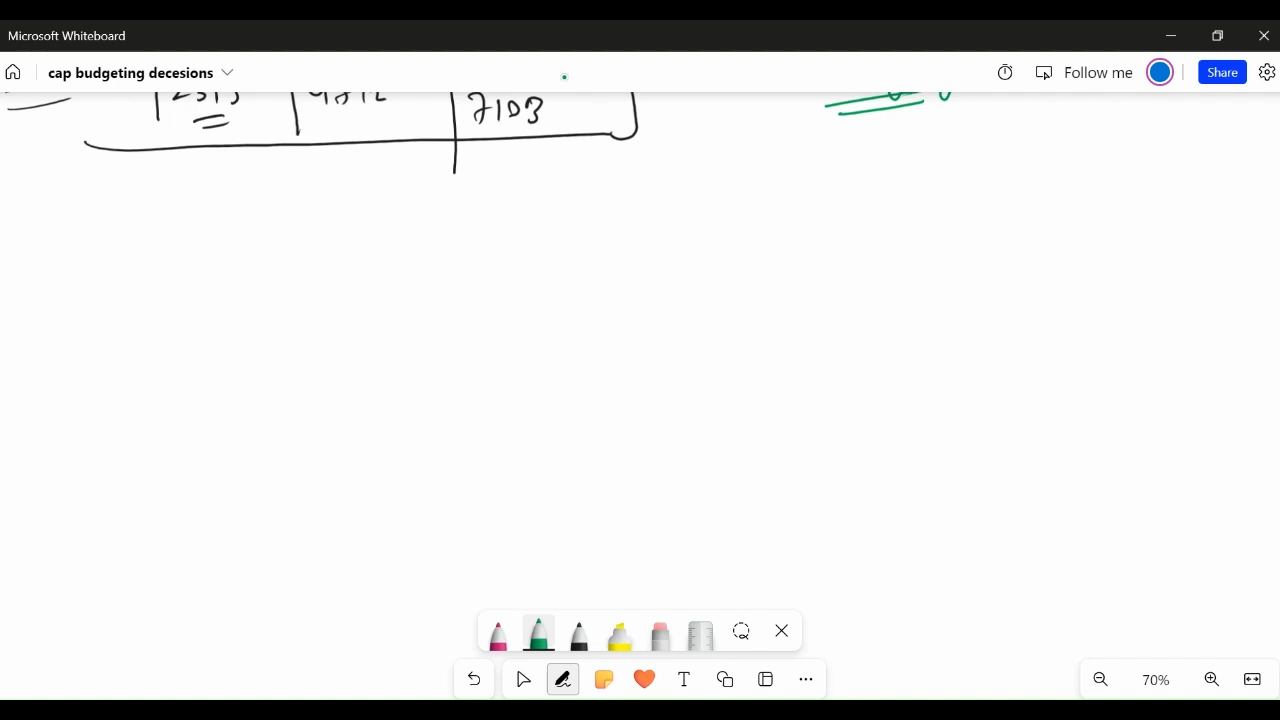 Microsoft Whiteboard
cap budgeting decesions
Follow me
Share
7103
T
70%